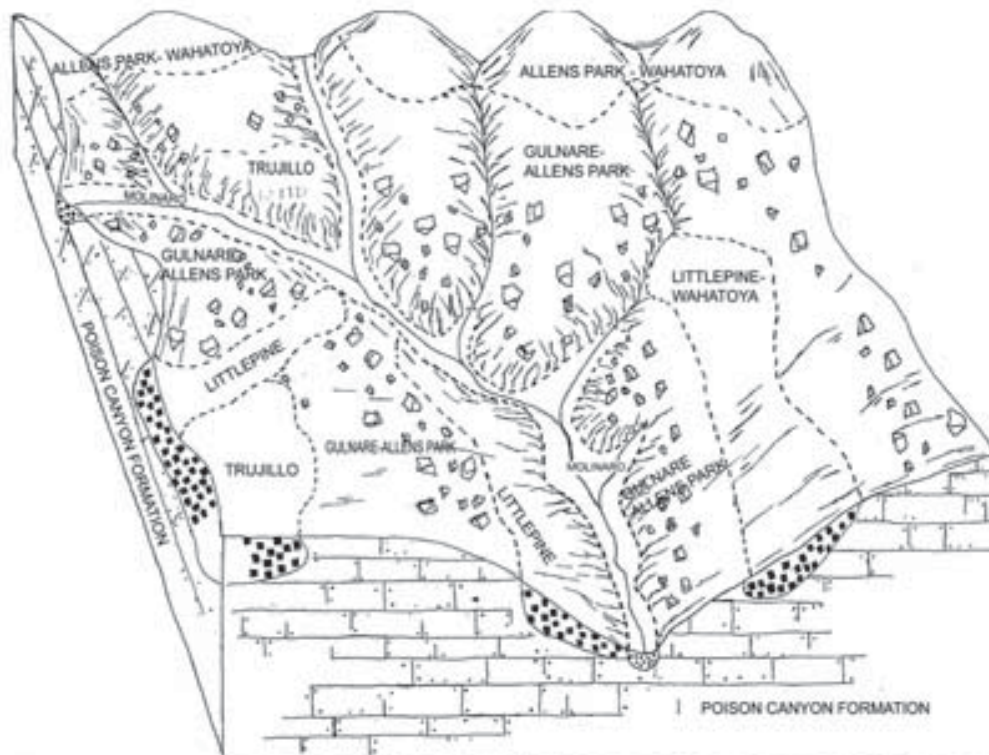 ALLENS PARK - WAHATOYA
ALLENS PARK - WAHATOYA
TRUJILLO
GULNARE-
ALLENS PARK
MOLINARO
GULNARE
ALLENS PARK
LITTLEPINE-
WAHATOYA
LITTLEPINE
POISON CANYON FORMATION
TRUJILLO
GULNARE-ALLENS PARK
MOLINARO
GULNARE
ALLENS PARK
LITTLEPINE
POISON CANYON FORMATION